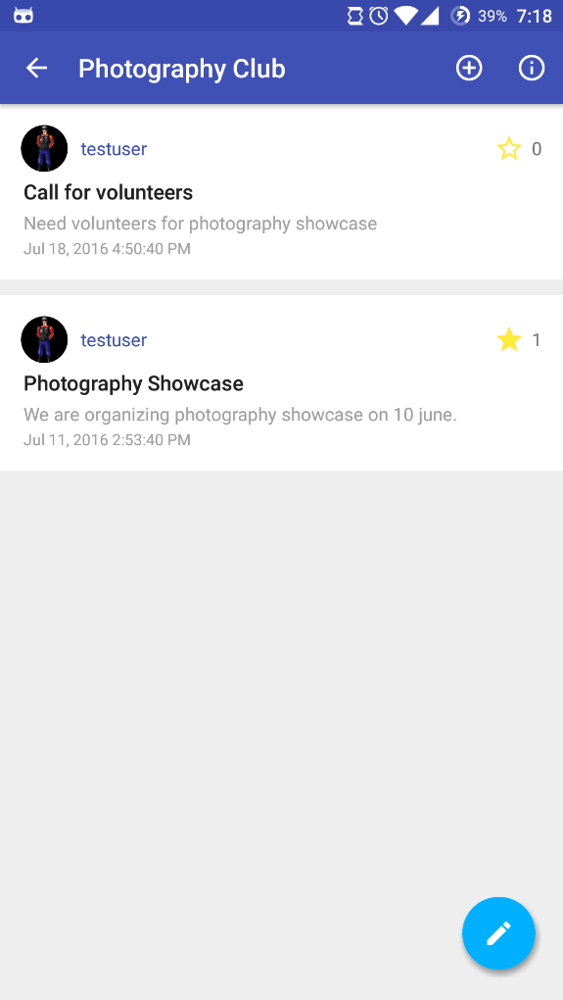 39% 7:18
Photography Club
testuser 0
Call for volunteers
Need volunteers for photography showcase
Jul 18, 2016 4:50:40 PM
testuser 1
Photography Showcase
We are organizing photography showcase on 10 june.
Jul 11, 2016 2:53:40 PM